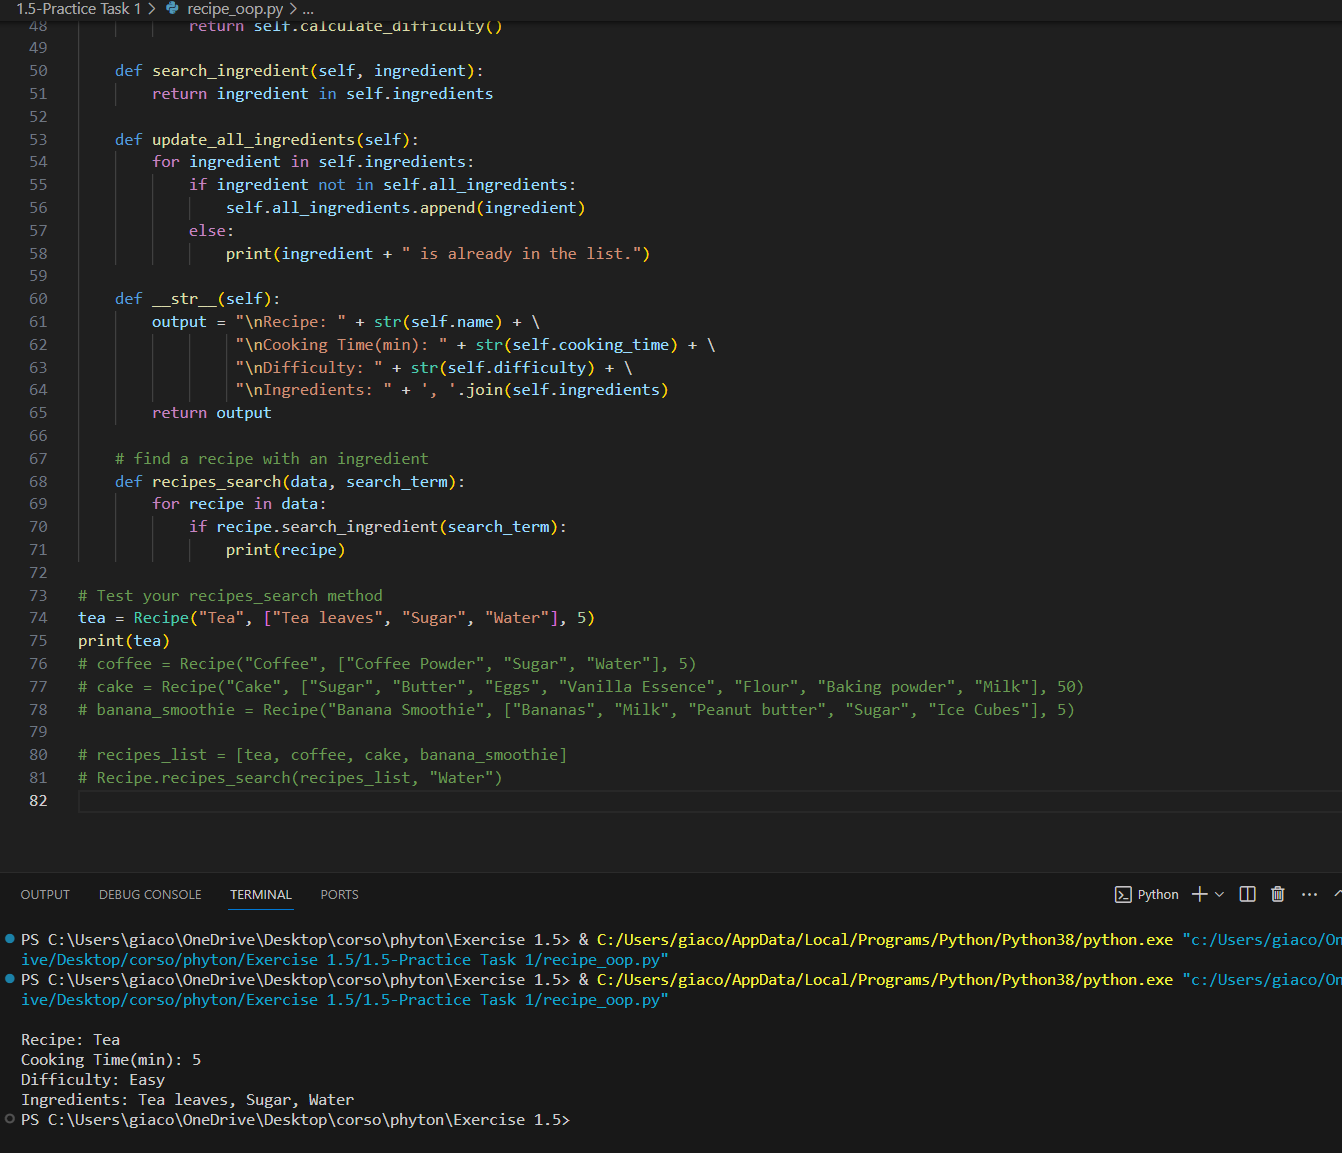 1.5-Practice Task 1 > recipe_oop.py > ...
48 return self.calculate_difficulty()
49
50 def search_ingredient(self, ingredient):
51 return ingredient in self.ingredients
52
53 def update_all_ingredients(self):
54 for ingredient in self.ingredients:
55 if ingredient not in self.all_ingredients:
56 self.all_ingredients.append(ingredient)
57 else:
58 print(ingredient + " is already in the list.")
59
60 def __str__(self):
61 output = "\nRecipe: " + str(self.name) + \
62 "\nCooking Time(min): " + str(self.cooking_time) + \
63 "\nDifficulty: " + str(self.difficulty) + \
64 "\nIngredients: " + ', '.join(self.ingredients)
65 return output
66
67 # find a recipe with an ingredient
68 def recipes_search(data, search_term):
69 for recipe in data:
70 if recipe.search_ingredient(search_term):
71 print(recipe)
72
73 # Test your recipes_search method
74 tea = Recipe("Tea", ["Tea leaves", "Sugar", "Water"], 5)
75 print(tea)
76 # coffee = Recipe("Coffee", ["Coffee Powder", "Sugar", "Water"], 5)
77 # cake = Recipe("Cake", ["Sugar", "Butter", "Eggs", "Vanilla Essence", "Flour", "Baking powder", "Milk"], 50)
78 # banana_smoothie = Recipe("Banana Smoothie", ["Bananas", "Milk", "Peanut butter", "Sugar", "Ice Cubes"], 5)
79
80 # recipes_list = [tea, coffee, cake, banana_smoothie]
81 # Recipe.recipes_search(recipes_list, "Water")
82
OUTPUT DEBUG CONSOLE TERMINAL PORTS Python
PS C:\Users\giaco\OneDrive\Desktop\corso\phyton\Exercise 1.5> & C:/Users/giaco/AppData/Local/Programs/Python/Python38/python.exe "c:/Users/giaco/On
ive/Desktop/corso/phyton/Exercise 1.5/1.5-Practice Task 1/recipe_oop.py"
PS C:\Users\giaco\OneDrive\Desktop\corso\phyton\Exercise 1.5> & C:/Users/giaco/AppData/Local/Programs/Python/Python38/python.exe "c:/Users/giaco/On
ive/Desktop/corso/phyton/Exercise 1.5/1.5-Practice Task 1/recipe_oop.py"
Recipe: Tea
Cooking Time(min): 5
Difficulty: Easy
Ingredients: Tea leaves, Sugar, Water
PS C:\Users\giaco\OneDrive\Desktop\corso\phyton\Exercise 1.5>